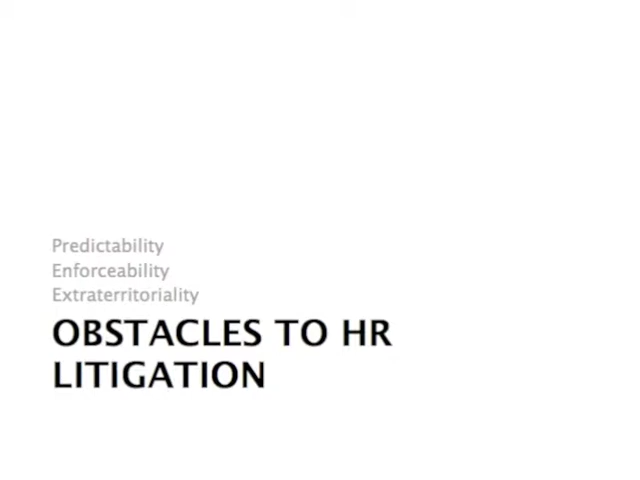 Predictability
Enforceability
Extraterritoriality
OBSTACLES TO HR
LITIGATION